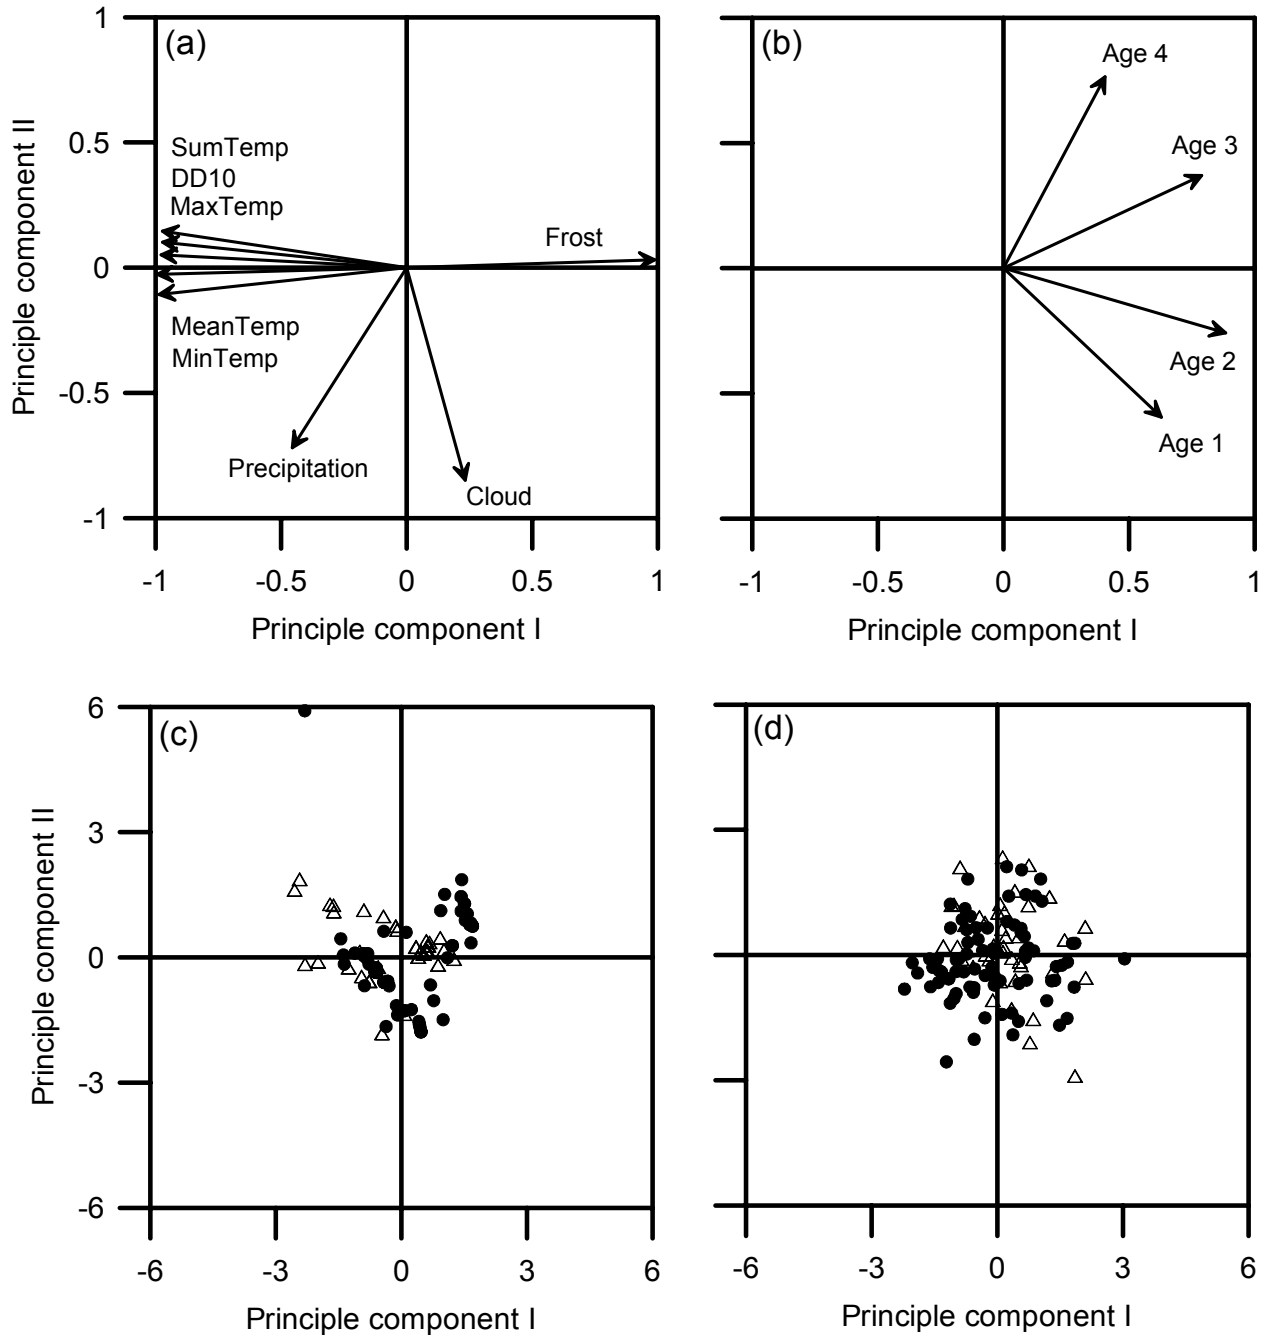 (a)
1
0.5
0
-0.5
-1
Principle component II
SumTemp
DD10
MaxTemp
Frost
MeanTemp
MinTemp
Precipitation
Cloud
-1 -0.5 0 0.5 1
Principle component I
(b)
Age 4
Age 3
Age 2
Age 1
-1 -0.5 0 0.5 1
Principle component I
(c)
6
3
0
-3
-6
Principle component II
-6 -3 0 3 6
Principle component I
(d)
-6 -3 0 3 6
Principle component I